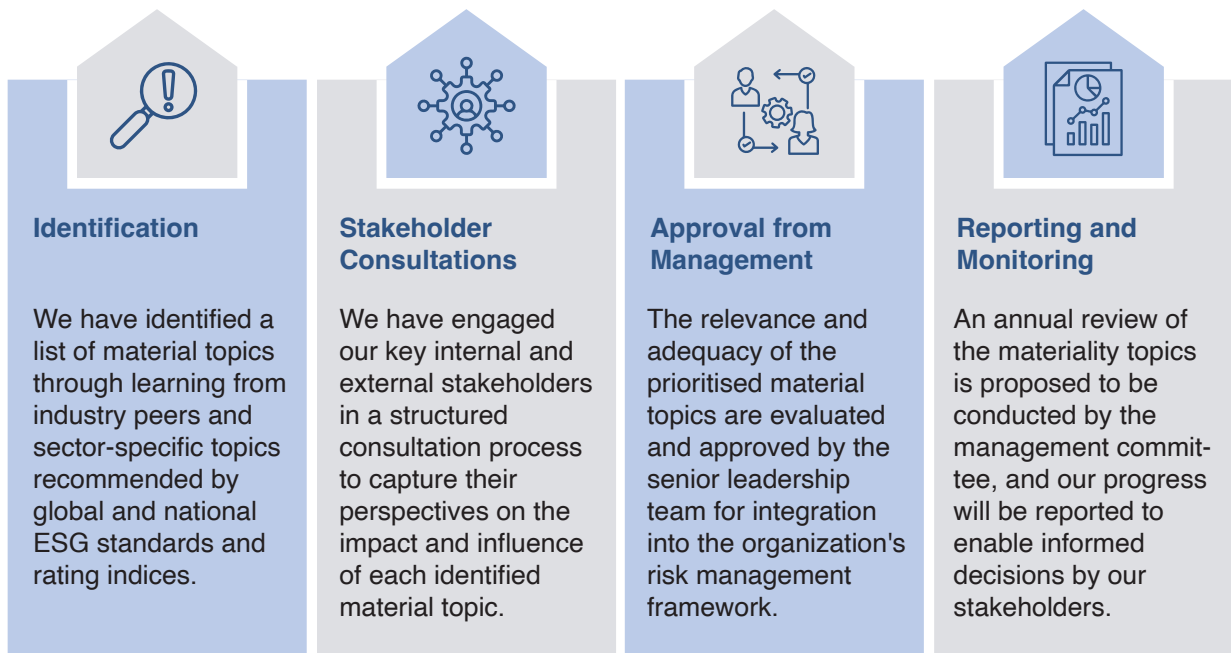 Identification
We have identified a
list of material topics
through learning from
industry peers and
sector-specific topics
recommended by
global and national
ESG standards and
rating indices.
Stakeholder
Consultations
We have engaged
our key internal and
external stakeholders
in a structured
consultation process
to capture their
perspectives on the
impact and influence
of each identified
material topic.
Approval from
Management
The relevance and
adequacy of the
prioritised material
topics are evaluated
and approved by the
senior leadership
team for integration
into the organization's
risk management
framework.
Reporting and
Monitoring
An annual review of
the materiality topics
is proposed to be
conducted by the
management commit-
tee, and our progress
will be reported to
enable informed
decisions by our
stakeholders.